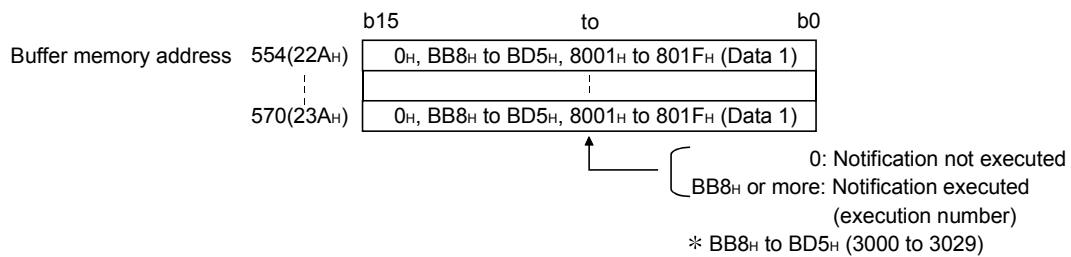 b15 to b0
Buffer memory address 554(22AH) 0H, BB8H to BD5H, 8001H to 801FH (Data 1)
570(23AH) 0H, BB8H to BD5H, 8001H to 801FH (Data 1)
0: Notification not executed
BB8H or more: Notification executed
(execution number)
* BB8H to BD5H (3000 to 3029)